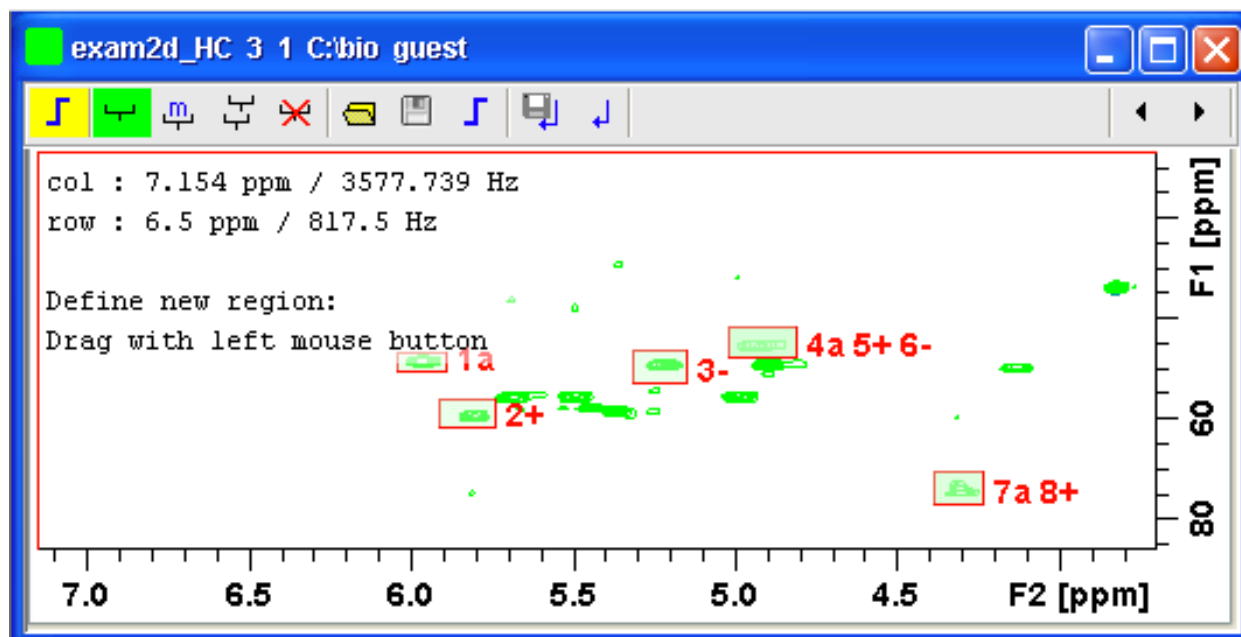 exam2d_HC 3 1 C:\bio guest
col : 7.154 ppm / 3577.739 Hz
row : 6.5 ppm / 817.5 Hz
Define new region:
Drag with left mouse button
1a
2+
3-
4a 5+ 6-
7a 8+
F1 [ppm]
60
80
7.0 6.5 6.0 5.5 5.0 4.5 F2 [ppm]